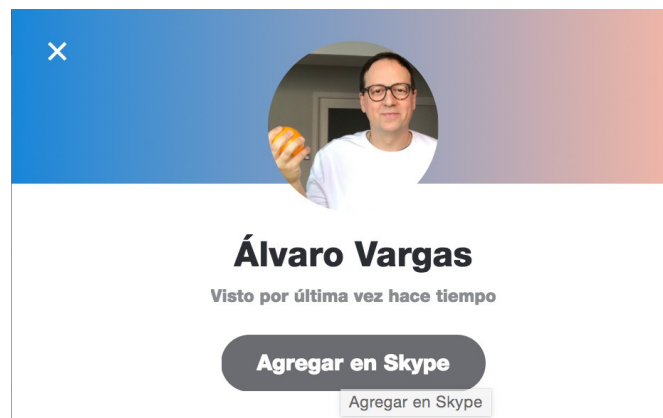 Álvaro Vargas
Visto por última vez hace tiempo
Agregar en Skype
Agregar en Skype